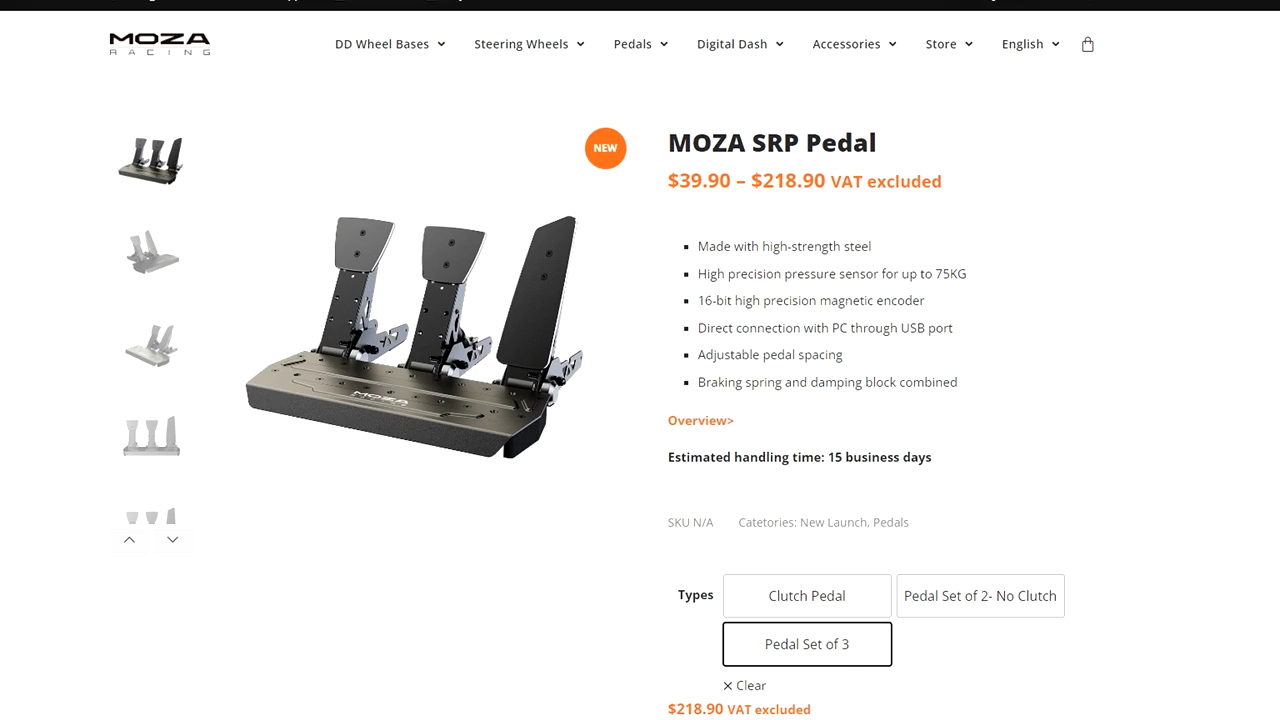 MOZA
RACING
DD Wheel Bases
Steering Wheels
Pedals
Digital Dash
Accessories
Store
English
NEW
MOZA
MOZA SRP Pedal
$39.90 – $218.90 VAT excluded
Made with high-strength steel
High precision pressure sensor for up to 75KG
16-bit high precision magnetic encoder
Direct connection with PC through USB port
Adjustable pedal spacing
Braking spring and damping block combined
Overview>
Estimated handling time: 15 business days
SKU N/A Catetories: New Launch, Pedals
Types
Clutch Pedal
Pedal Set of 2- No Clutch
Pedal Set of 3
× Clear
$218.90 VAT excluded